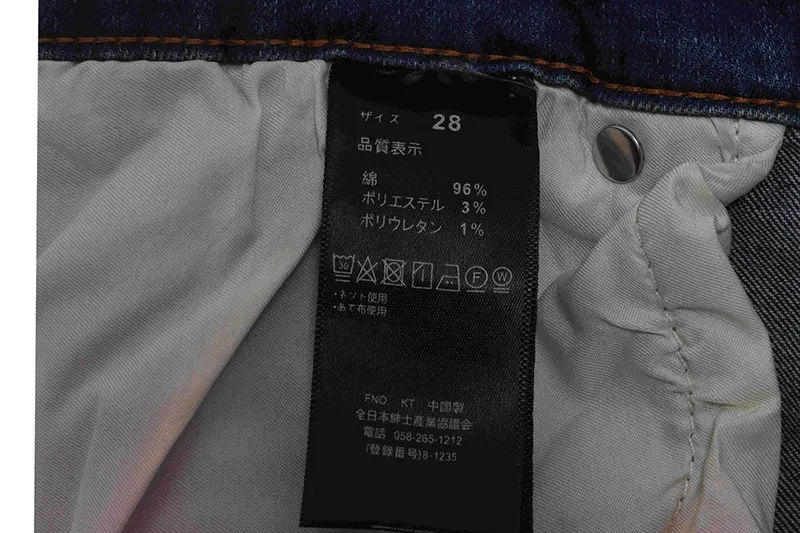 サイズ 28
品質表示
綿 96%
ポリエステル 3%
ポリウレタン 1%
30 F W
・ネット使用
・あて布使用
FNO. KT 中国製
全日本紳士産業協議会
電話 058-265-1212
(登録番号)8-1235